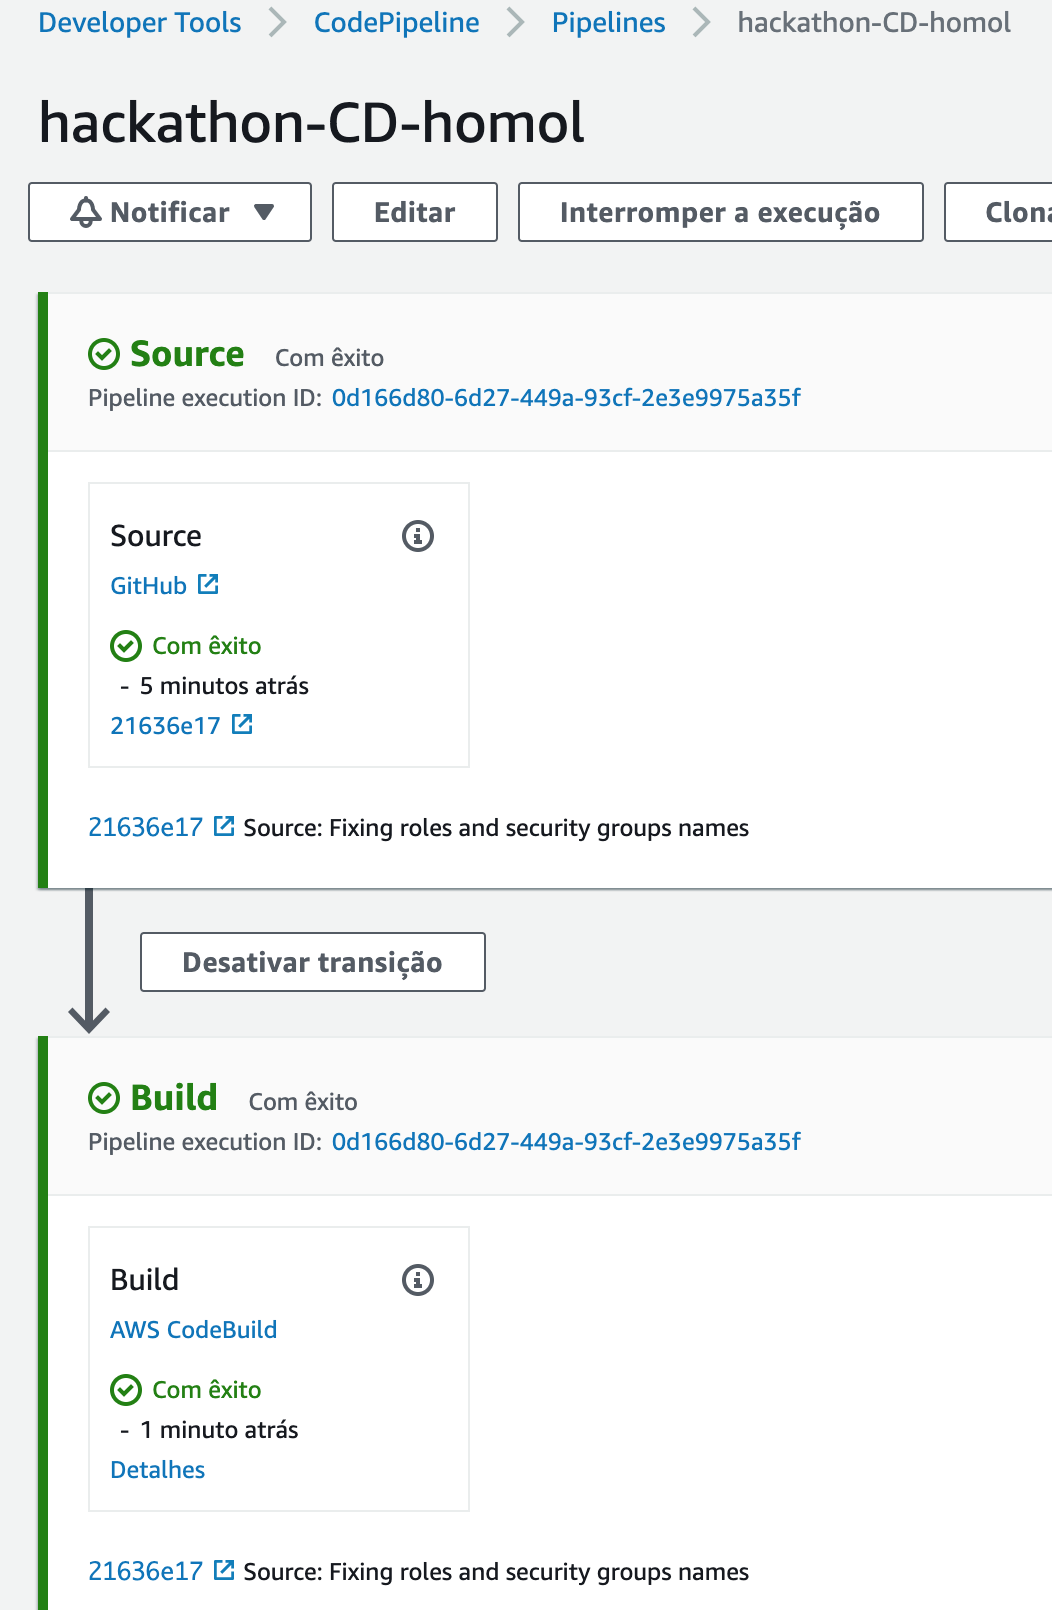 Developer Tools > CodePipeline > Pipelines > hackathon-CD-homol
hackathon-CD-homol
Notificar Editar Interromper a execução Clona
Source Com êxito
Pipeline execution ID: 0d166d80-6d27-449a-93cf-2e3e9975a35f
Source
GitHub
Com êxito
- 5 minutos atrás
21636e17
21636e17 Source: Fixing roles and security groups names
Desativar transição
Build Com êxito
Pipeline execution ID: 0d166d80-6d27-449a-93cf-2e3e9975a35f
Build
AWS CodeBuild
Com êxito
- 1 minuto atrás
Detalhes
21636e17 Source: Fixing roles and security groups names